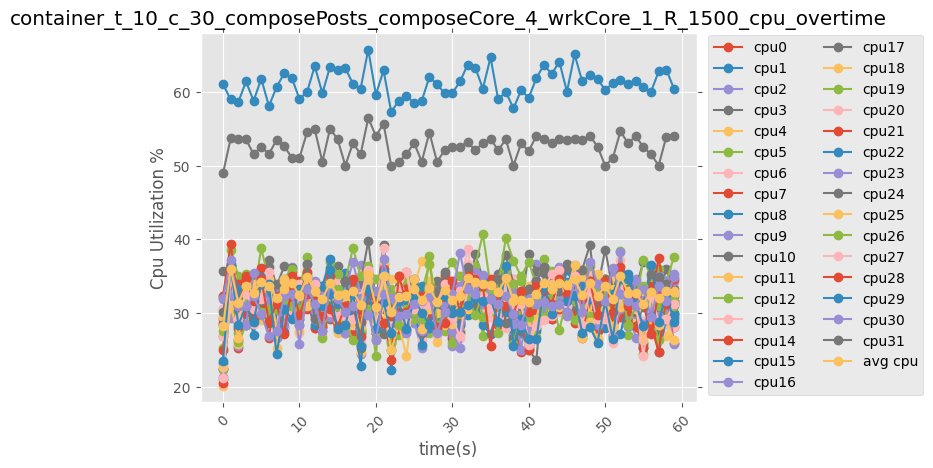 container_t_10_c_30_composePosts_composeCore_4_wrkCore_1_R_1500_cpu_overtime
Cpu Utilization %
60
50
40
30
20
0
10
20
30
40
50
60
time(s)
cpu0
cpu1
cpu2
cpu3
cpu4
cpu5
cpu6
cpu7
cpu8
cpu9
cpu10
cpu11
cpu12
cpu13
cpu14
cpu15
cpu16
cpu17
cpu18
cpu19
cpu20
cpu21
cpu22
cpu23
cpu24
cpu25
cpu26
cpu27
cpu28
cpu29
cpu30
cpu31
avg cpu